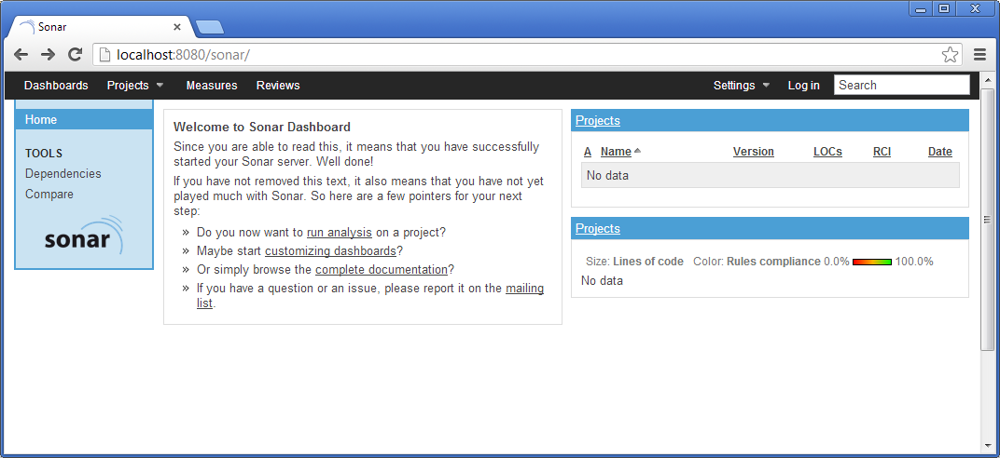 Sonar
localhost:8080/sonar/
Dashboards Projects Measures Reviews Settings Log in Search
Home
TOOLS
Dependencies
Compare
sonar
Welcome to Sonar Dashboard
Since you are able to read this, it means that you have successfully
started your Sonar server. Well done!
If you have not removed this text, it also means that you have not yet
played much with Sonar. So here are a few pointers for your next
step:
» Do you now want to run analysis on a project?
» Maybe start customizing dashboards?
» Or simply browse the complete documentation?
» If you have a question or an issue, please report it on the mailing
list.
Projects
A Name Version LOCs RCI Date
No data
Projects
Size: Lines of code Color: Rules compliance 0.0% 100.0%
No data